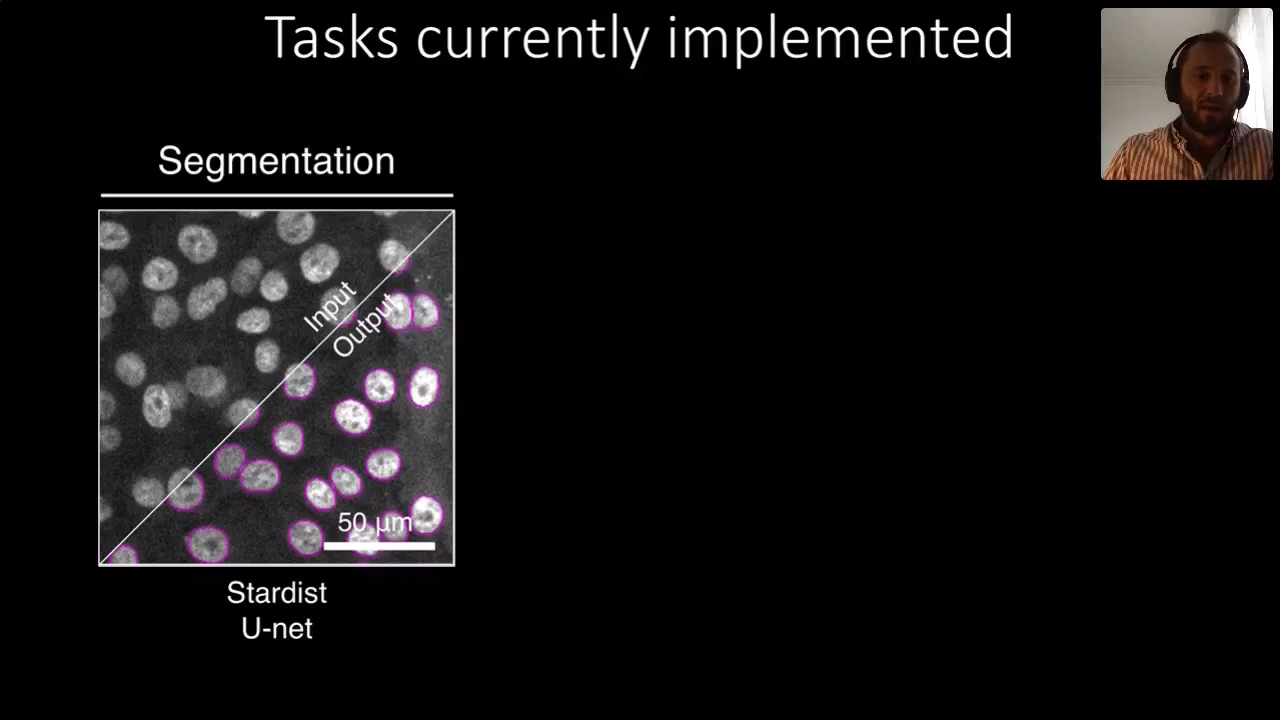 Tasks currently implemented
Segmentation
Input
Output
50 µm
Stardist
U-net